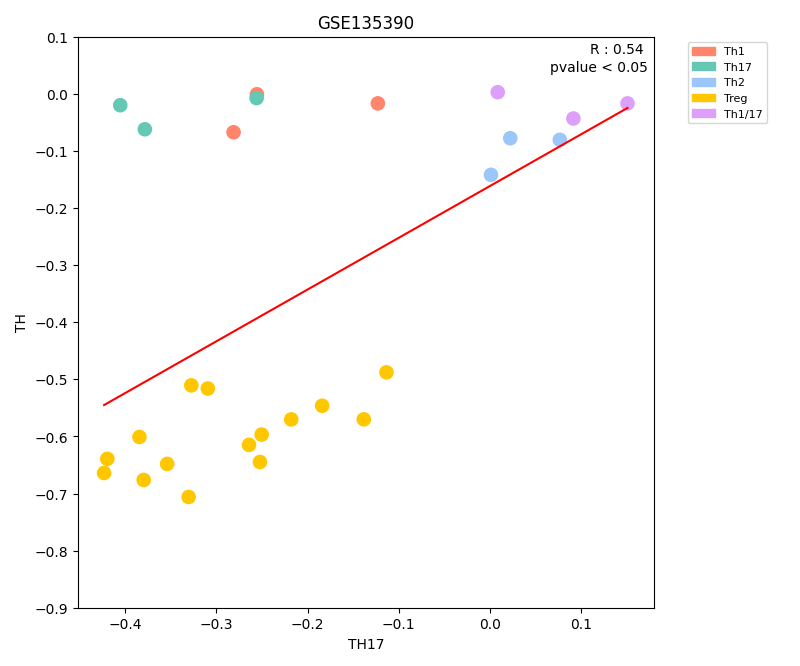 GSE135390
R : 0.54
pvalue < 0.05
Th1
Th17
Th2
Treg
Th1/17
0.1
0.0
−0.1
−0.2
−0.3
−0.4
−0.5
−0.6
−0.7
−0.8
−0.9
TH
−0.4 −0.3 −0.2 −0.1 0.0 0.1
TH17